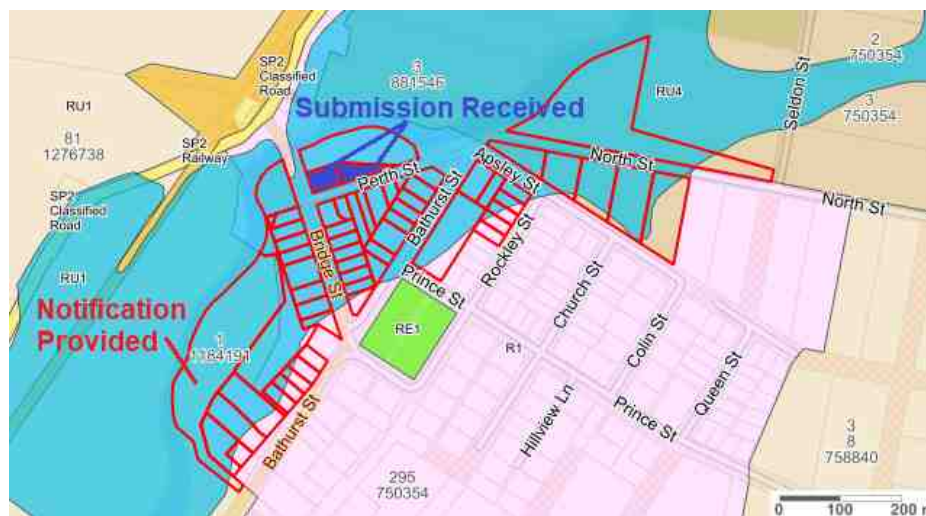 SP2
Classified
Road
3
881546
2
750354
RU1
81
1276738
Submission Received
RU4
3
750354
Seldon St
SP2
Railway
Perth St
Apsley St
North St
North St
SP2
Classified
Road
Bathurst St
Bridge St
Rockley St
RU1
Prince St
Church St
Notification
Provided
1
1184191
RE1
R1
Colin St
Queen St
Hillview Ln
Prince St
Bathurst St
3
8
758840
295
750354
0 100 200 m